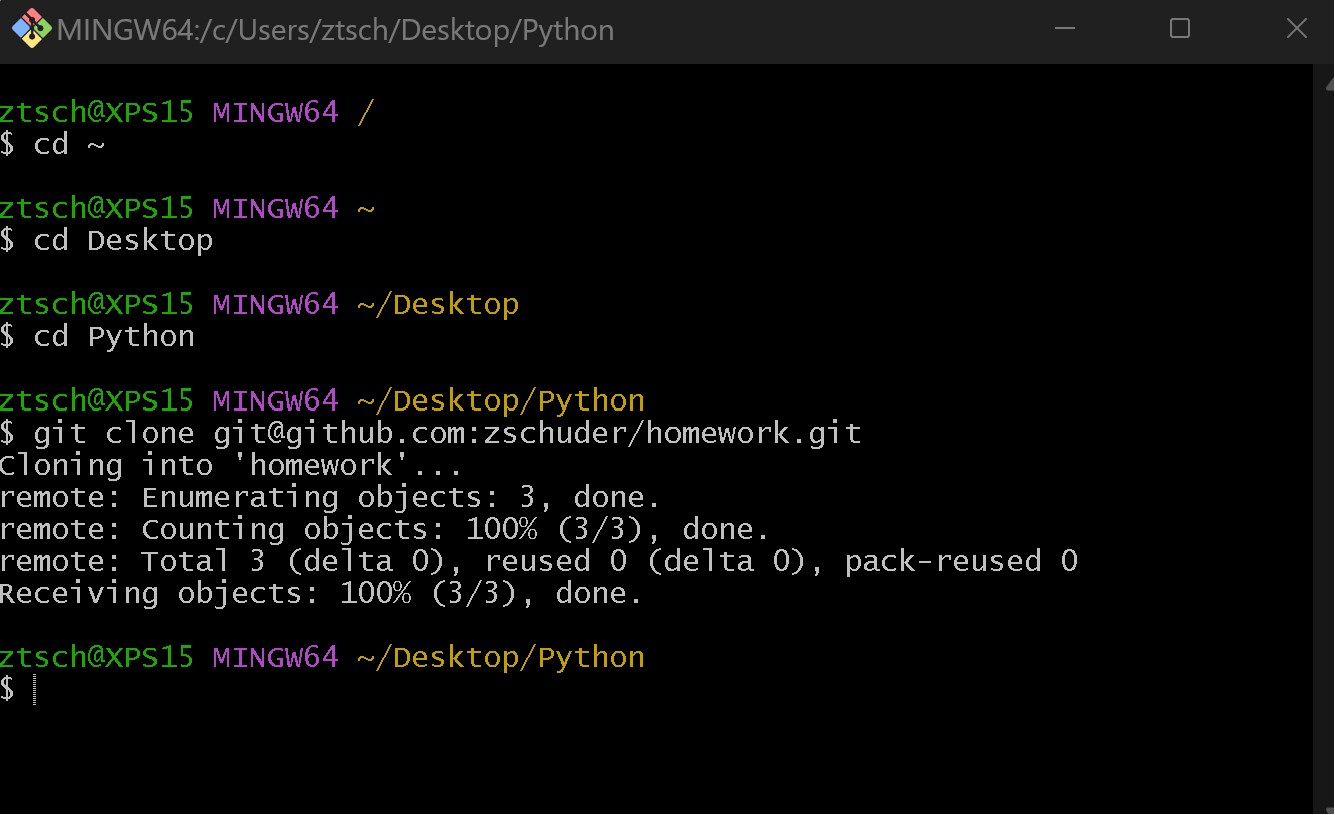 MINGW64:/c/Users/ztsch/Desktop/Python
ztsch@XPS15 MINGW64 /
$ cd ~
ztsch@XPS15 MINGW64 ~
$ cd Desktop
ztsch@XPS15 MINGW64 ~/Desktop
$ cd Python
ztsch@XPS15 MINGW64 ~/Desktop/Python
$ git clone git@github.com:zschuder/homework.git
Cloning into 'homework'...
remote: Enumerating objects: 3, done.
remote: Counting objects: 100% (3/3), done.
remote: Total 3 (delta 0), reused 0 (delta 0), pack-reused 0
Receiving objects: 100% (3/3), done.
ztsch@XPS15 MINGW64 ~/Desktop/Python
$